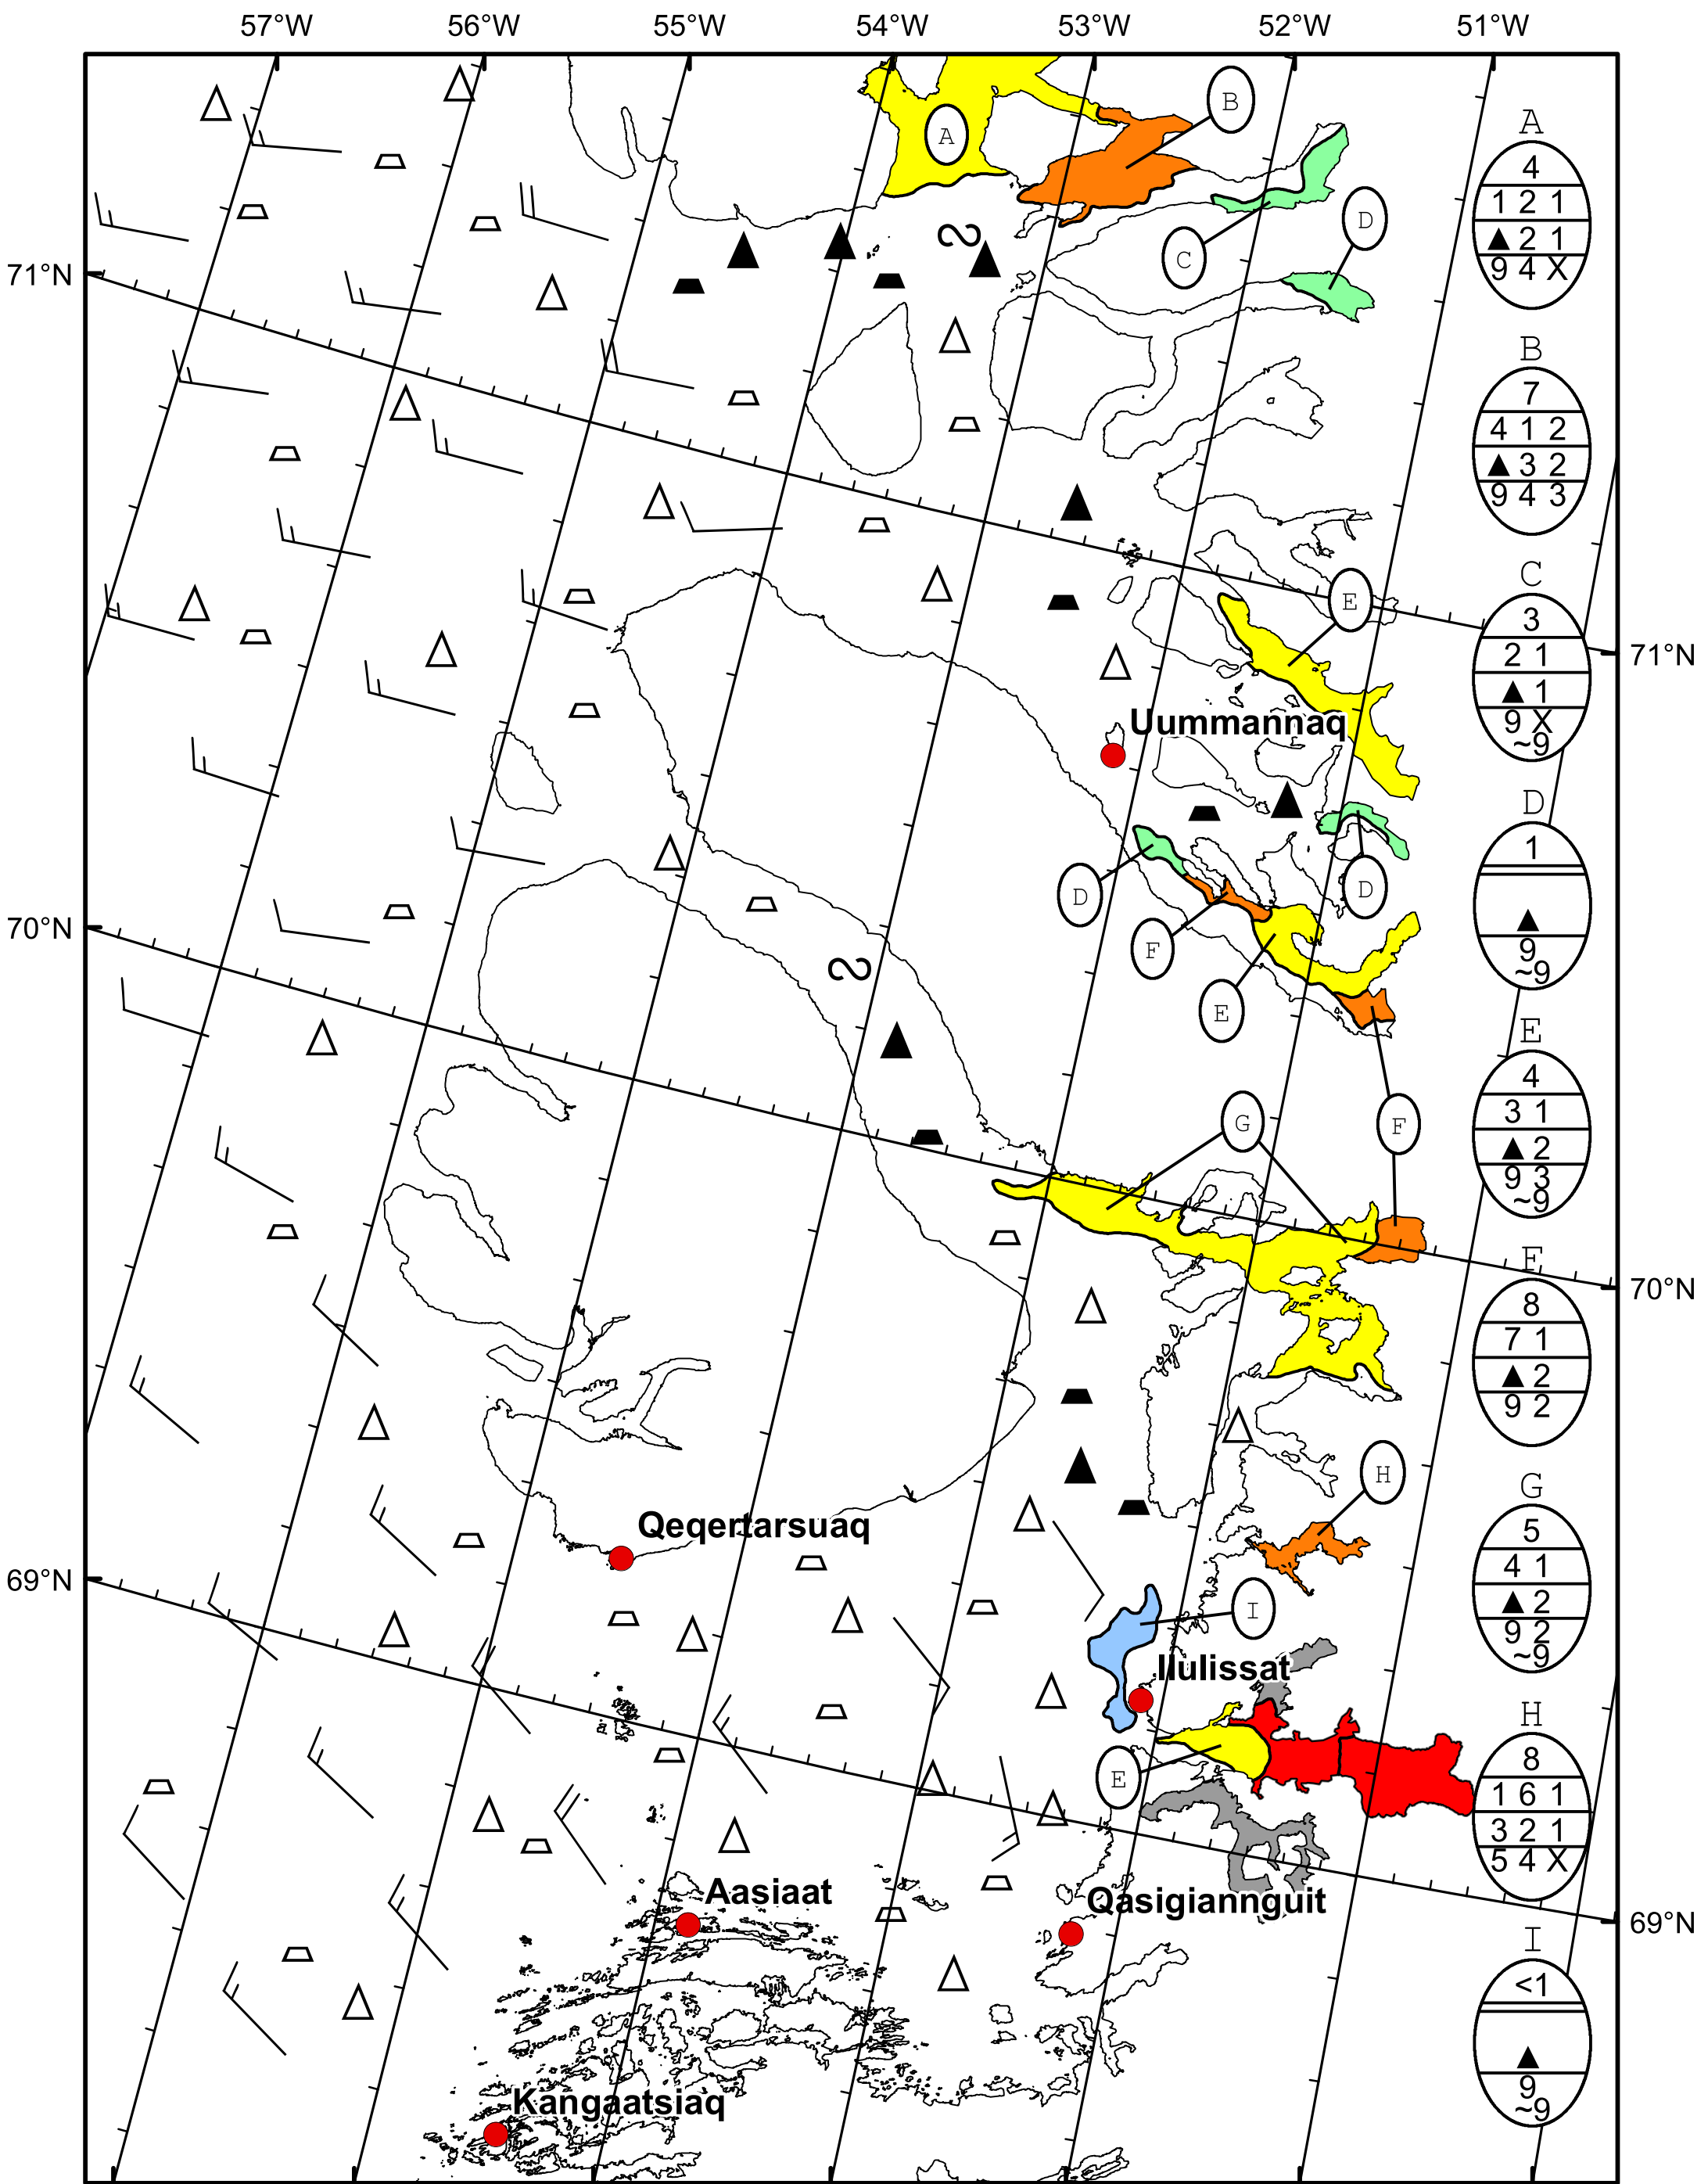 57°W 56°W 55°W 54°W 53°W 52°W 51°W
B
A
A
4
1 2 1
▲ 2 1
9 4 X
D
C
71°N
B
7
4 1 2
▲ 3 2
9 4 3
C
3
2 1
▲ 1
9 X
~9
E
71°N
Uummannaq
D
1
▲
9
~9
D
D
F
E
70°N
E
4
3 1
▲ 2
9 3
~9
G
F
70°N
F
8
7 1
▲ 2
9 2
H
G
5
4 1
▲ 2
9 2
~9
Qeqertarsuaq
69°N
I
Ilulissat
E
H
8
1 6 1
3 2 1
5 4 X
Aasiaat
Qasigiannguit
69°N
I
<1
▲
9
~9
Kangaatsiaq